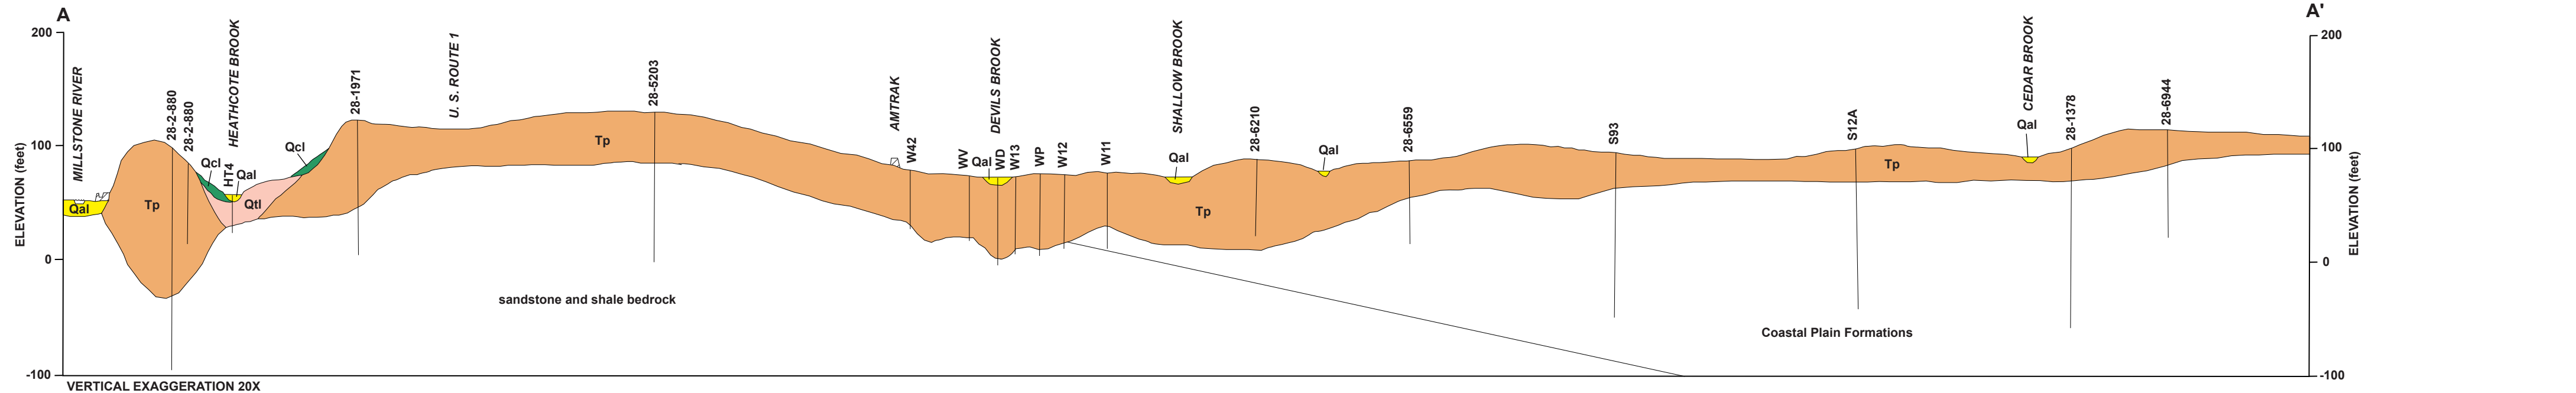 A
A'
200
100
0
-100
ELEVATION (feet)
MILLSTONE RIVER
28-2-880
28-2-880
HEATHCOTE BROOK
28-1971
U. S. ROUTE 1
28-5203
AMTRAK
W42
WV
DEVILS BROOK
WD
W13
WP
W12
W11
SHALLOW BROOK
28-6210
28-6559
S93
S12A
CEDAR BROOK
28-1378
28-6944
Qal
Tp
Qcl
HT4
Qal
Qtl
Qcl
Tp
Qal
Qal
Tp
Qal
Tp
Qal
sandstone and shale bedrock
Coastal Plain Formations
200
100
0
-100
ELEVATION (feet)
VERTICAL EXAGGERATION 20X